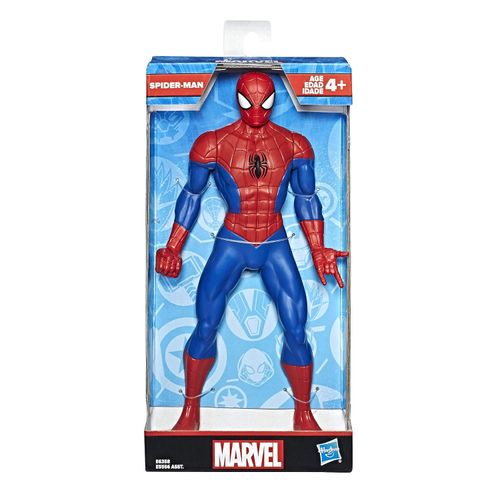 SPIDER-MAN
AGE
EDAD
IDADE
4+
E6358
E5556 ASST.
MARVEL
Hasbro